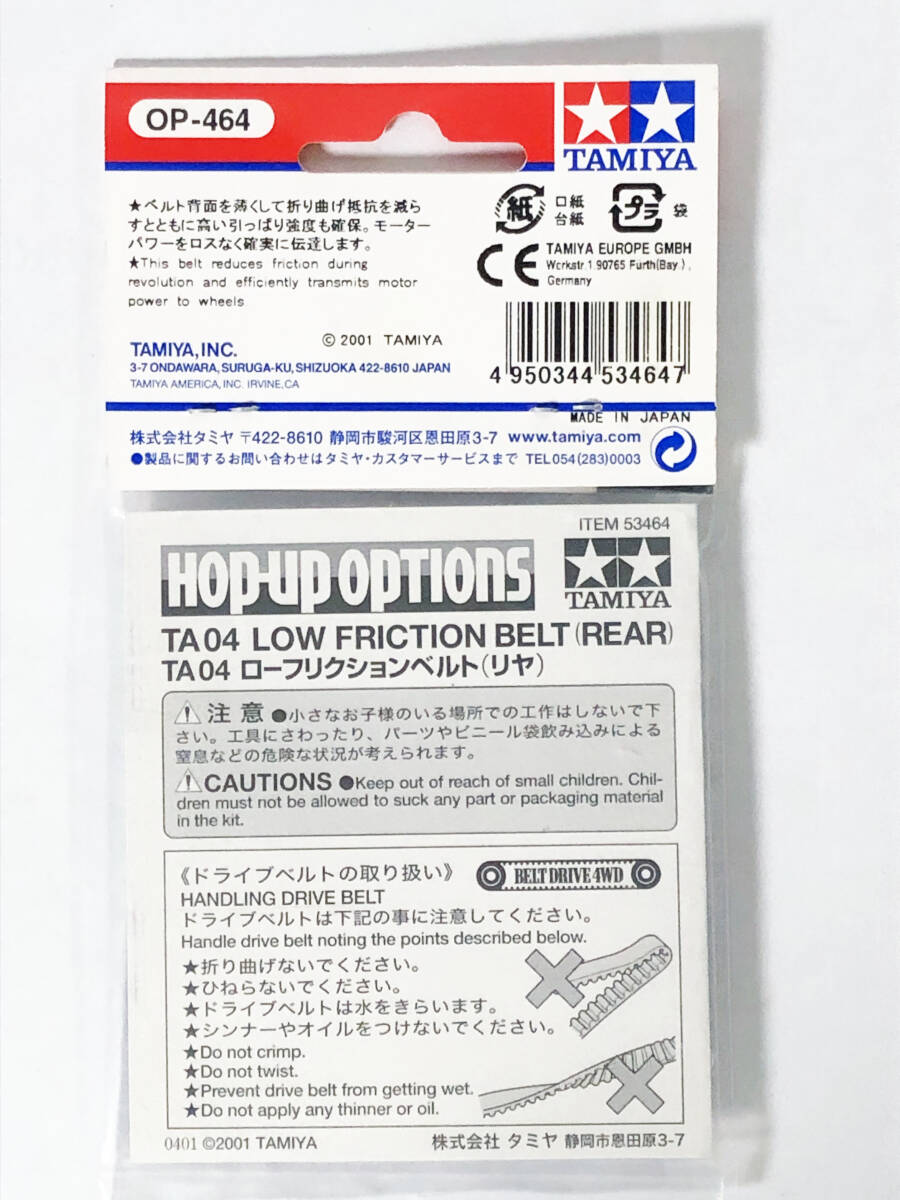 OP-464
TAMIYA
★ベルト背面を薄くして折り曲げ抵抗を減ら
すとともに高い引っぱり強度も確保。モーター
パワーをロスなく確実に伝達します。
★This belt reduces friction during
revolution and efficiently transmits motor
power to wheels.
© 2001 TAMIYA
紙
口紙
台紙
プラ
袋
CE
TAMIYA EUROPE GMBH
Werkstr.1 90765 Fürth(Bay.),
Germany
TAMIYA, INC.
3-7 ONDAWARA, SURUGA-KU, SHIZUOKA 422-8610 JAPAN
TAMIYA AMERICA, INC. IRVINE, CA
4 950344 534647
MADE IN JAPAN
株式会社タミヤ 〒422-8610 静岡市駿河区恩田原3-7 www.tamiya.com
●製品に関するお問い合わせはタミヤ・カスタマーサービスまで TEL054(283)0003
ITEM 53464
HOP-UP OPTIONS
TAMIYA
TA04 LOW FRICTION BELT (REAR)
TA04 ローフリクションベルト(リヤ)
注意 ●小さなお子様のいる場所での工作はしないで下
さい。工具にさわったり、パーツやビニール袋飲み込みによる
窒息などの危険な状況が考えられます。
CAUTIONS ●Keep out of reach of small children. Chil-
dren must not be allowed to suck any part or packaging material
in the kit.
《ドライブベルトの取り扱い》
BELT DRIVE 4WD
HANDLING DRIVE BELT
ドライブベルトは下記の事に注意してください。
Handle drive belt noting the points described below.
★折り曲げないでください。
★ひねらないでください。
★ドライブベルトは水をきらいます。
★シンナーやオイルをつけないでください。
★Do not crimp.
★Do not twist.
★Prevent drive belt from getting wet.
★Do not apply any thinner or oil.
0401 ©2001 TAMIYA
株式会社 タミヤ 静岡市恩田原3-7